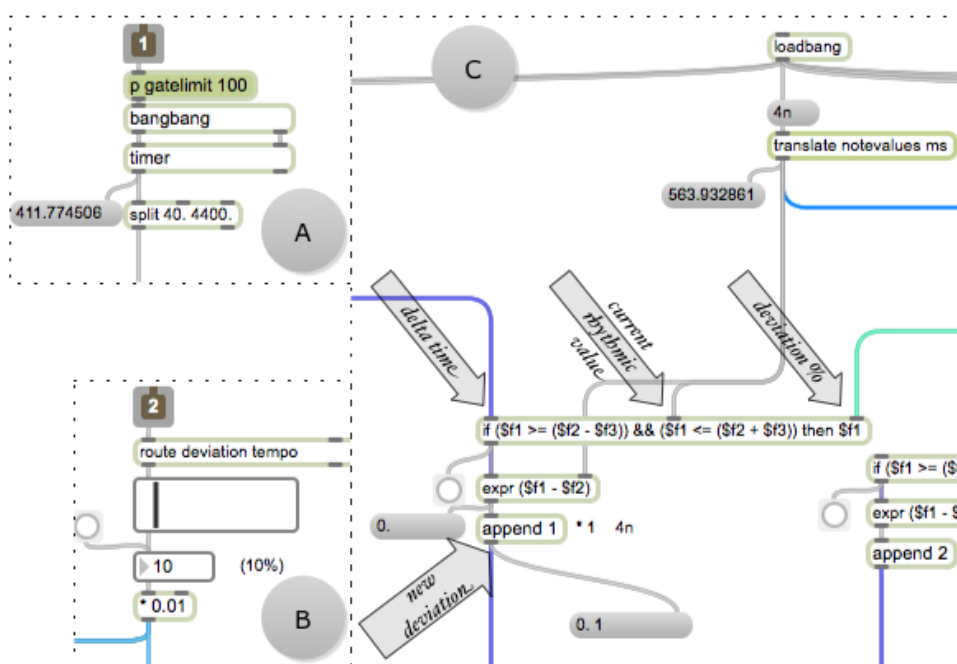 1
p gatelimit 100
bangbang
timer
411.774506
split 40. 4400.
A
2
route deviation tempo
10
(10%)
* 0.01
B
C
loadbang
4n
translate notevalues ms
563.932861
delta time
current
rhythmic
value
deviation %
if ($f1 >= ($f2 - $f3)) && ($f1 <= ($f2 + $f3)) then $f1
expr ($f1 - $f2)
0.
append 1
* 1
4n
new
deviation
0. 1
if ($f1 >= ($
expr ($f1 - $
append 2